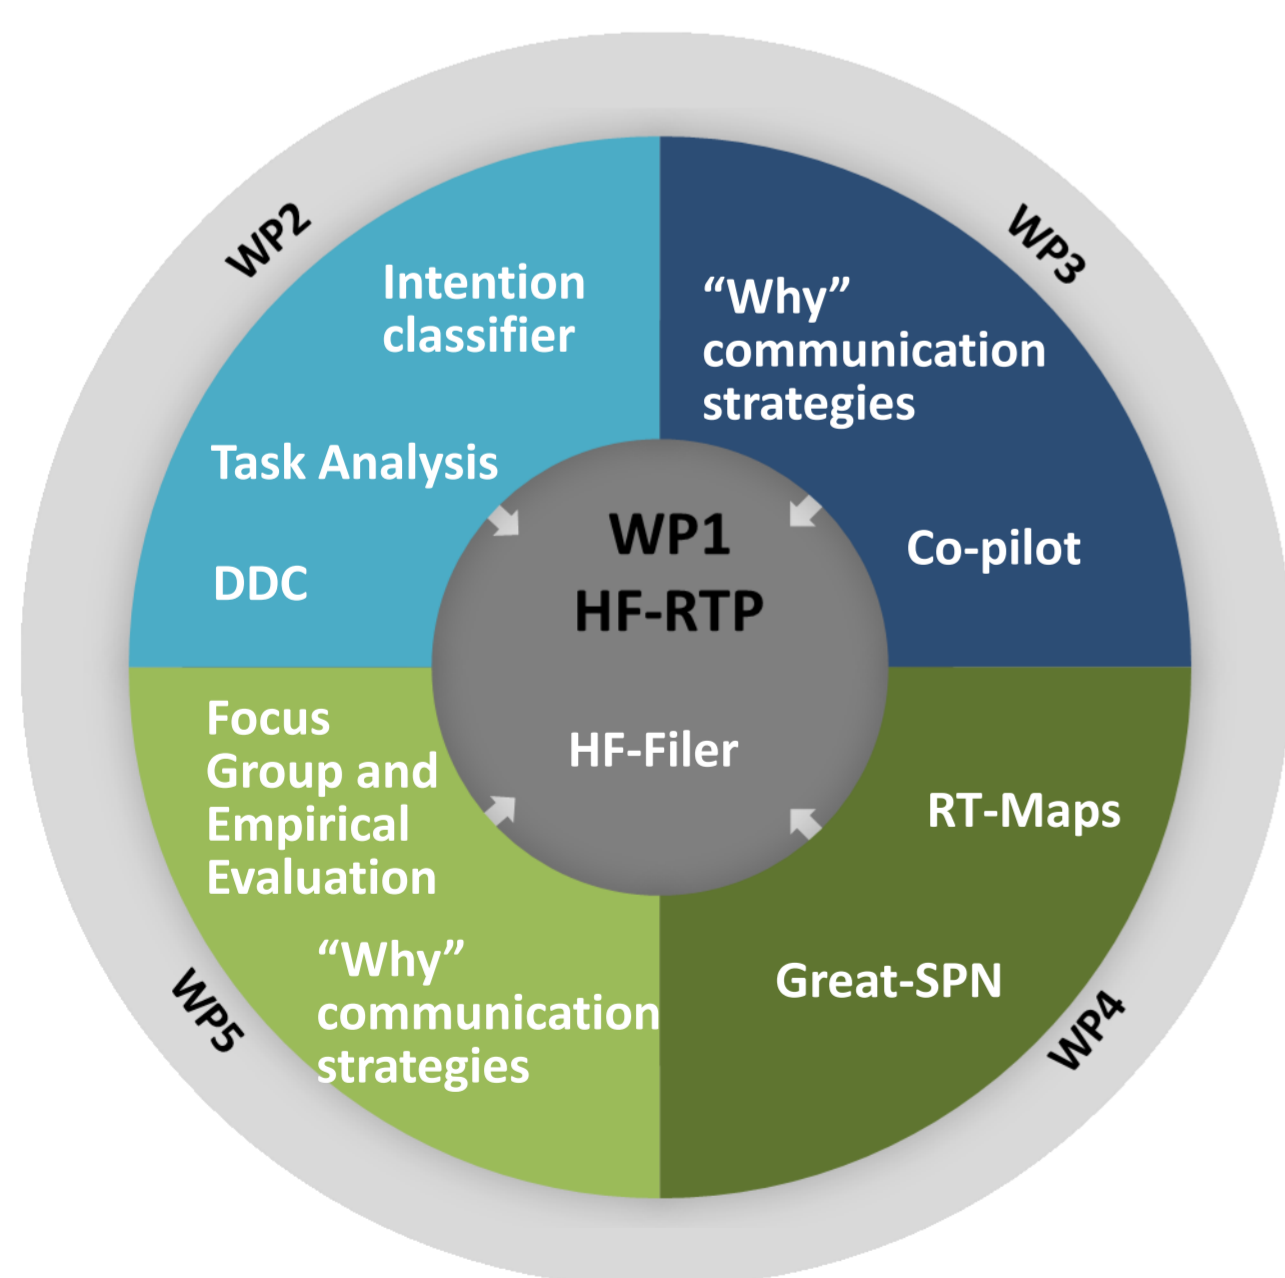 WP2
Intention
classifier
Task Analysis
DDC
WP3
“Why”
communication
strategies
Co-pilot
WP1
HF-RTP
HF-Filer
WP5
Focus
Group and
Empirical
Evaluation
“Why”
communication
strategies
WP4
RT-Maps
Great-SPN